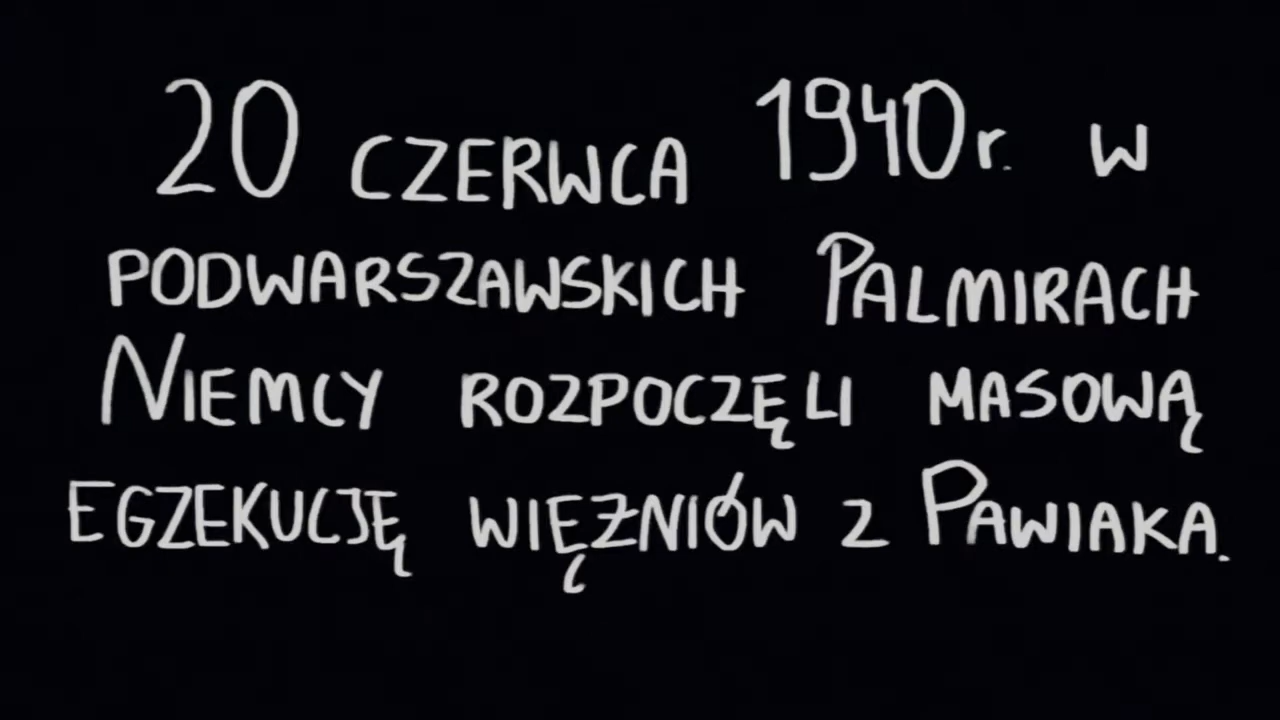 20 CZERWCA 1940r. W
PODWARSZAWSKICH PALMIRACH
NIEMCY ROZPOCZĘLI MASOWĄ
EGZEKUCJĘ WIĘŹNIÓW Z PAWIAKA.